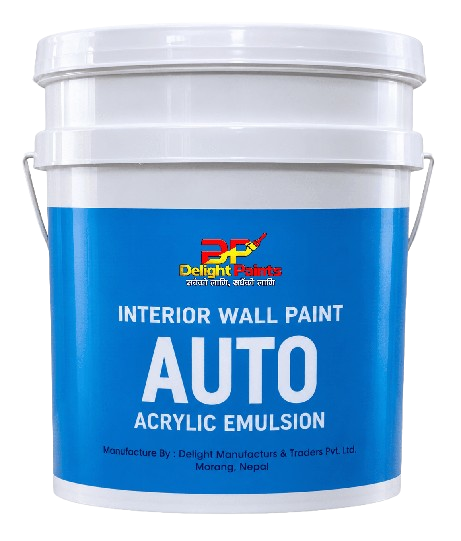 DP
Delight Paints
सबैको लागि, सधैंको लागि
INTERIOR WALL PAINT
AUTO
ACRYLIC EMULSION
Manufacture By : Delight Manufacturs & Traders Pvt. Ltd.
Morang, Nepal